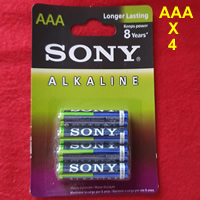 AAA
Longer Lasting
Keeps power
8 Years*
SONY
ALKALINE
SONY
SONY
SONY
SONY
AAA
X
4